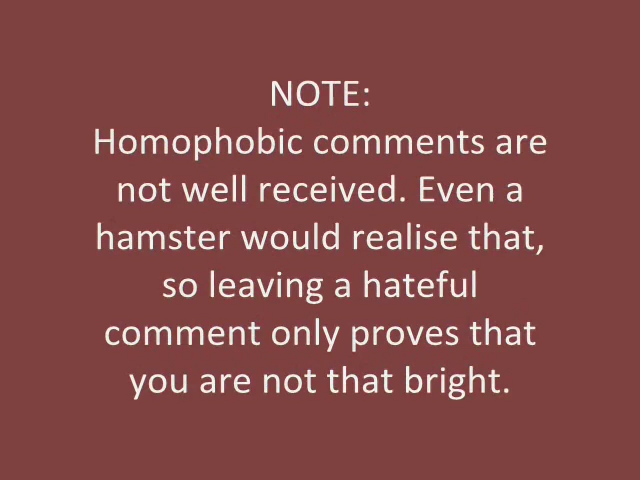 NOTE:
Homophobic comments are
not well received. Even a
hamster would realise that,
so leaving a hateful
comment only proves that
you are not that bright.